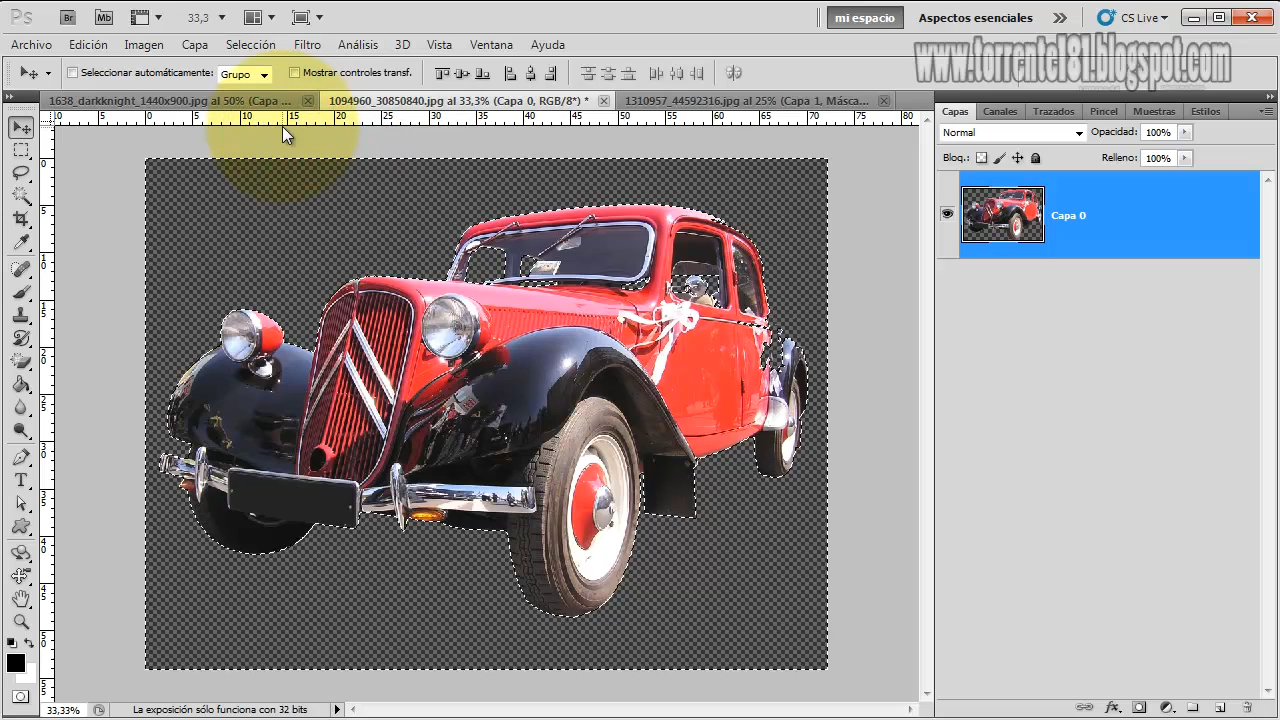 Ps Br Mb 33,3 mi espacio Aspectos esenciales CS Live
Archivo Edición Imagen Capa Selección Filtro Análisis 3D Vista Ventana Ayuda
www.torrente181.blogspot.com
Seleccionar automáticamente: Grupo Mostrar controles transf.
1638_darkknight_1440x900.jpg al 50% (Capa ... 1094960_30850840.jpg al 33,3% (Capa 0, RGB/8*) * 1310957_44592316.jpg al 25% (Capa 1, Másca...
Capas Canales Trazados Pincel Muestras Estilos
Normal Opacidad: 100%
Bloq.: Relleno: 100%
Capa 0
33,33% La exposición sólo funciona con 32 bits